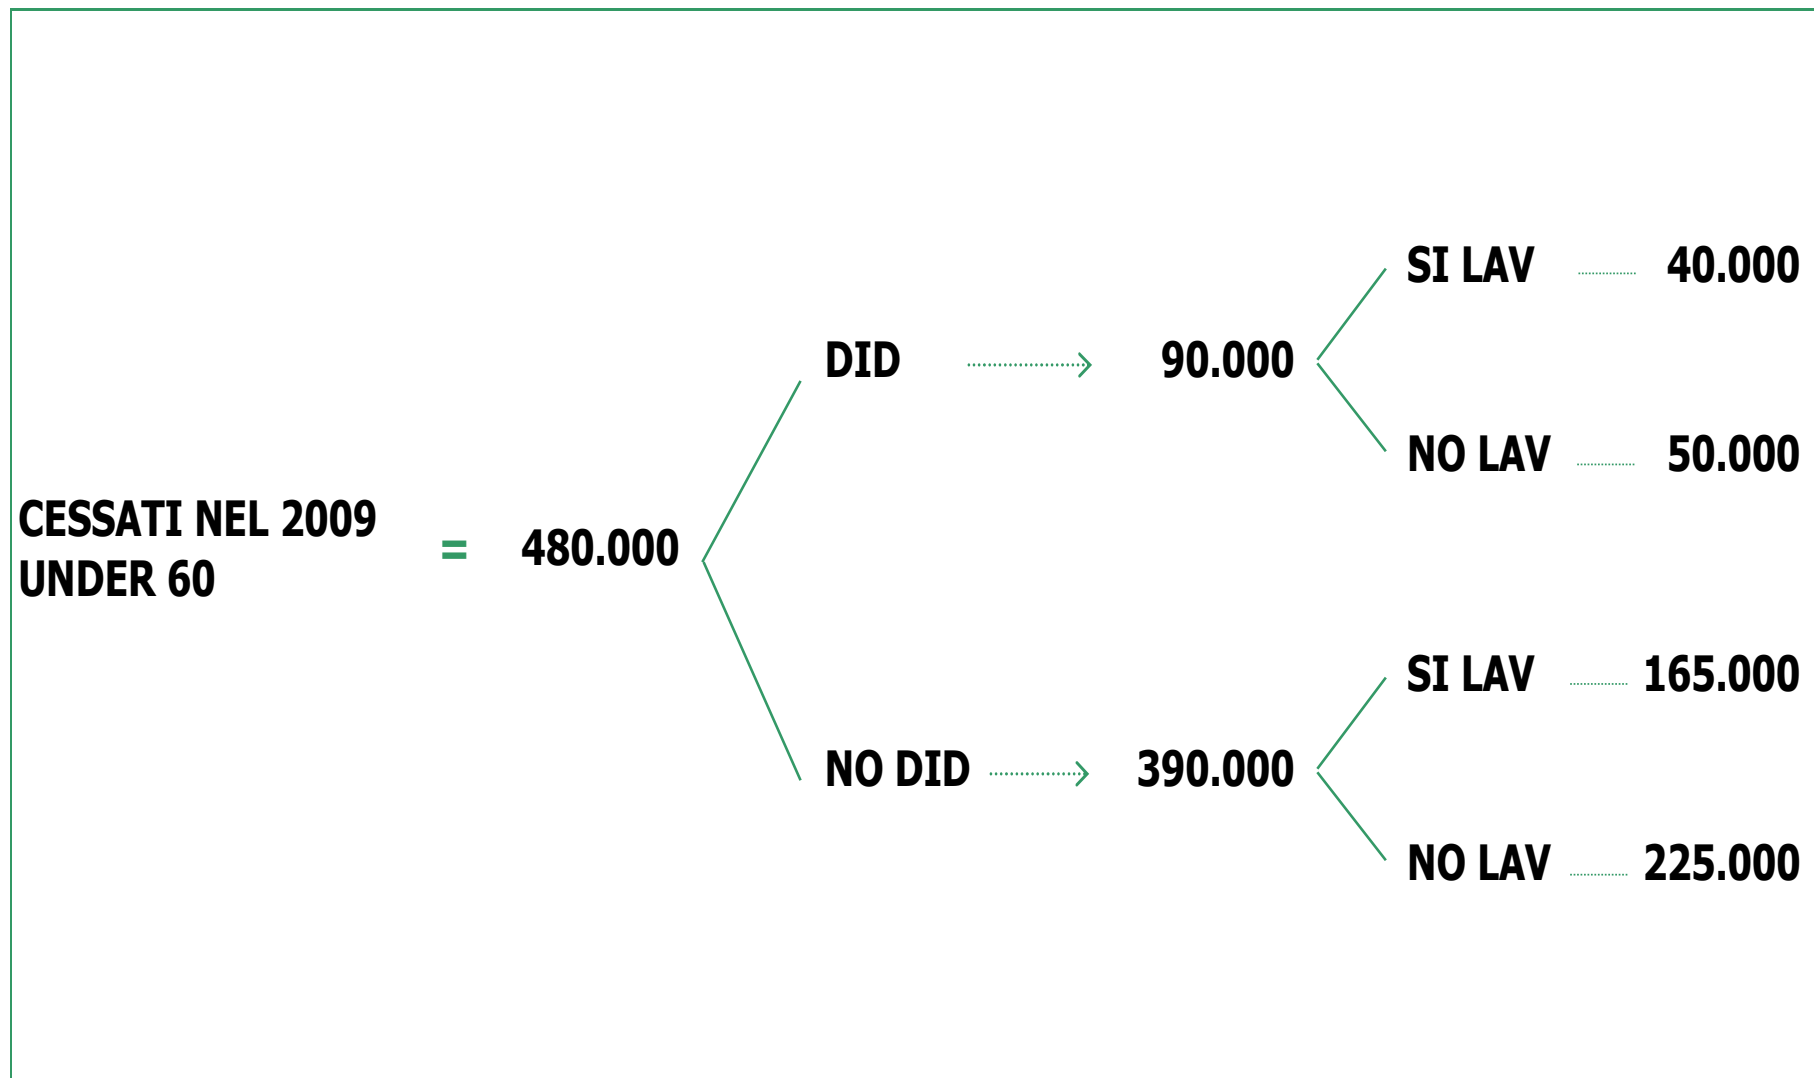 CESSATI NEL 2009
UNDER 60
=
480.000
DID
90.000
SI LAV 40.000
NO LAV 50.000
NO DID
390.000
SI LAV 165.000
NO LAV 225.000